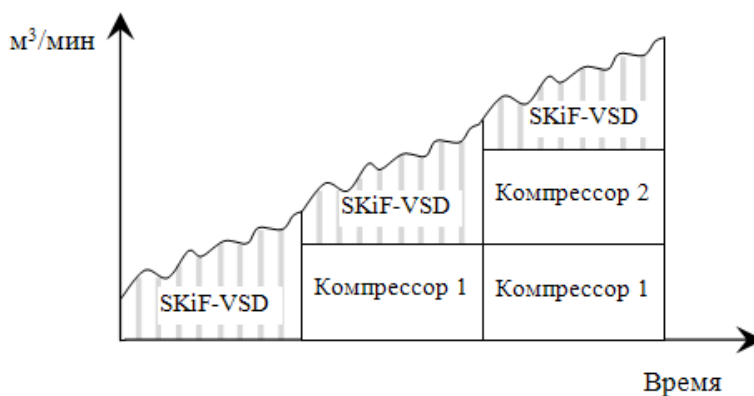 м³/мин
SKiF-VSD
SKiF-VSD
Компрессор 2
SKiF-VSD
Компрессор 1
Компрессор 1
Время